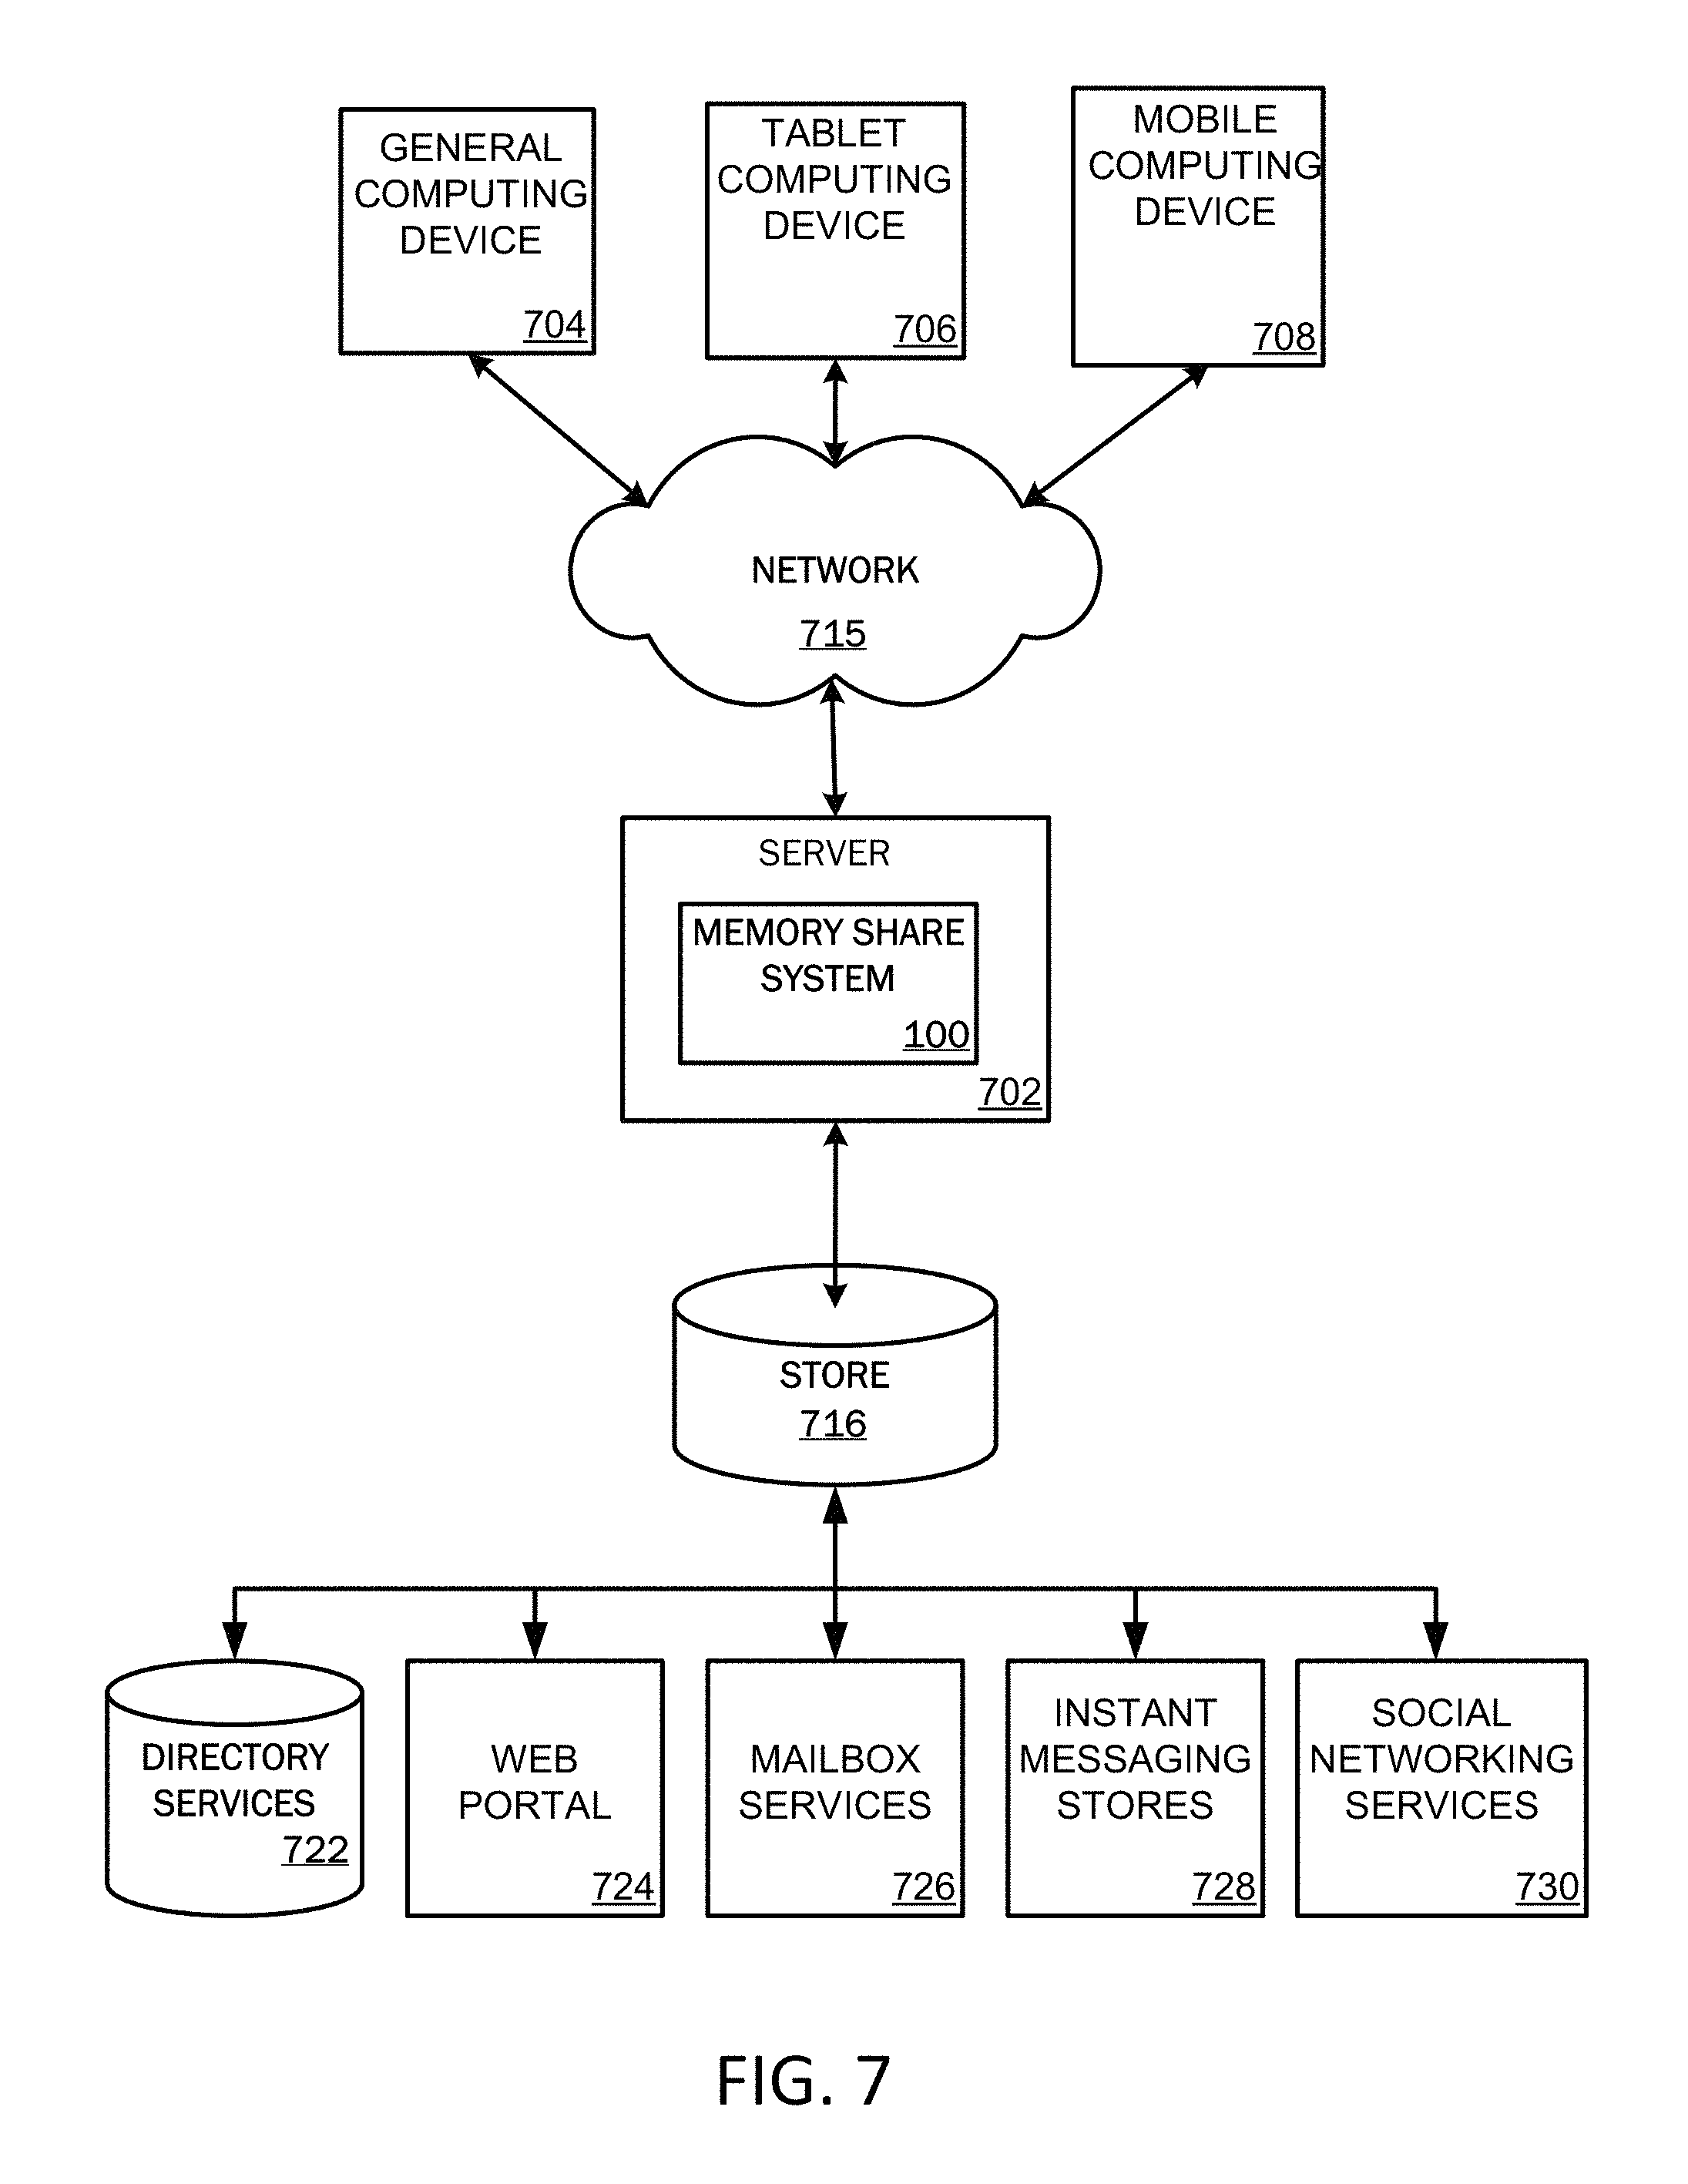 GENERAL
COMPUTING
DEVICE
704
TABLET
COMPUTING
DEVICE
706
MOBILE
COMPUTING
DEVICE
708
NETWORK
715
SERVER
MEMORY SHARE
SYSTEM
100
702
STORE
716
DIRECTORY
SERVICES
722
WEB
PORTAL
724
MAILBOX
SERVICES
726
INSTANT
MESSAGING
STORES
728
SOCIAL
NETWORKING
SERVICES
730
FIG. 7